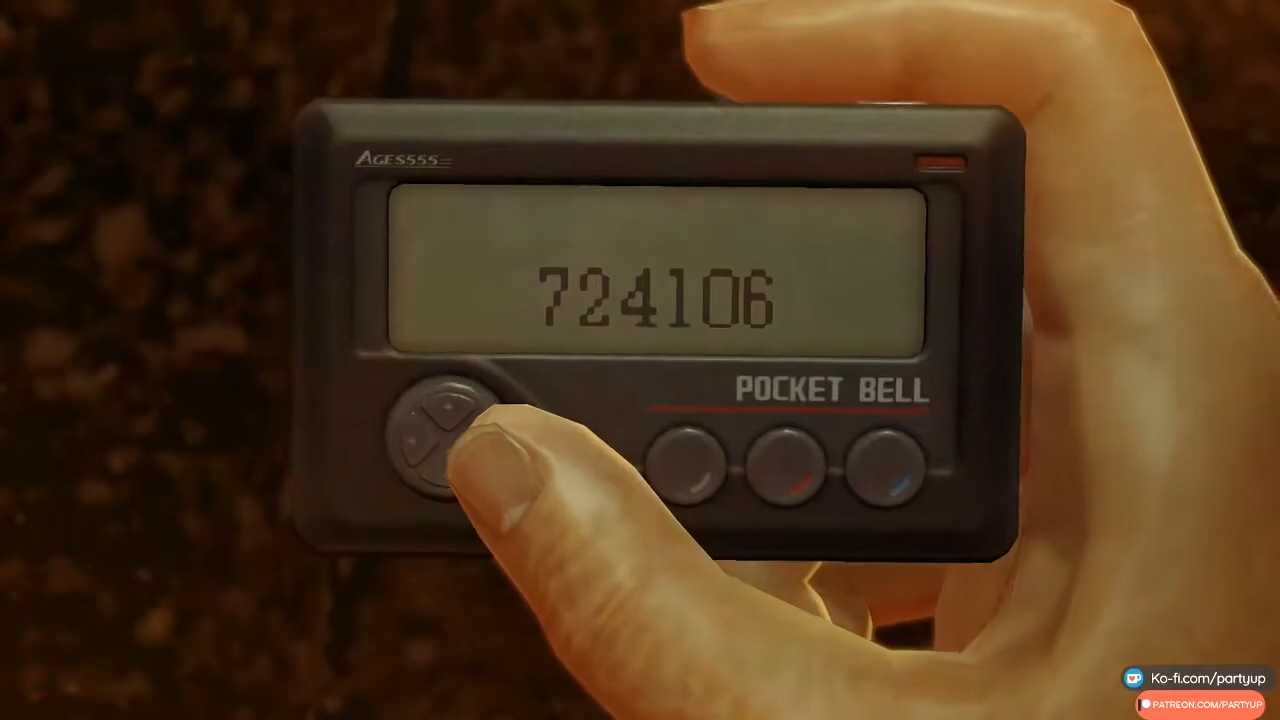 AGES555
724106
POCKET BELL
Ko-fi.com/partyup
PATREON.COM/PARTYUP